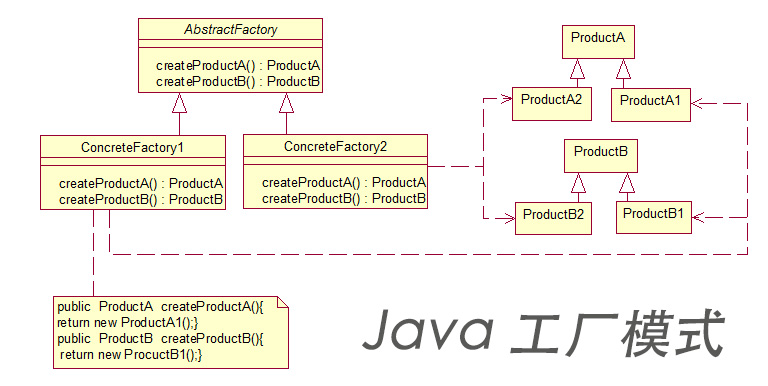 AbstractFactory
createProductA() : ProductA
createProductB() : ProductB
ConcreteFactory1
createProductA() : ProductA
createProductB() : ProductB
ConcreteFactory2
createProductA() : ProductA
createProductB() : ProductB
ProductA
ProductA2
ProductA1
ProductB
ProductB2
ProductB1
public ProductA createProductA(){
return new ProductA1();}
public ProductB createProductB(){
return new ProcuctB1();}
Java 工厂模式